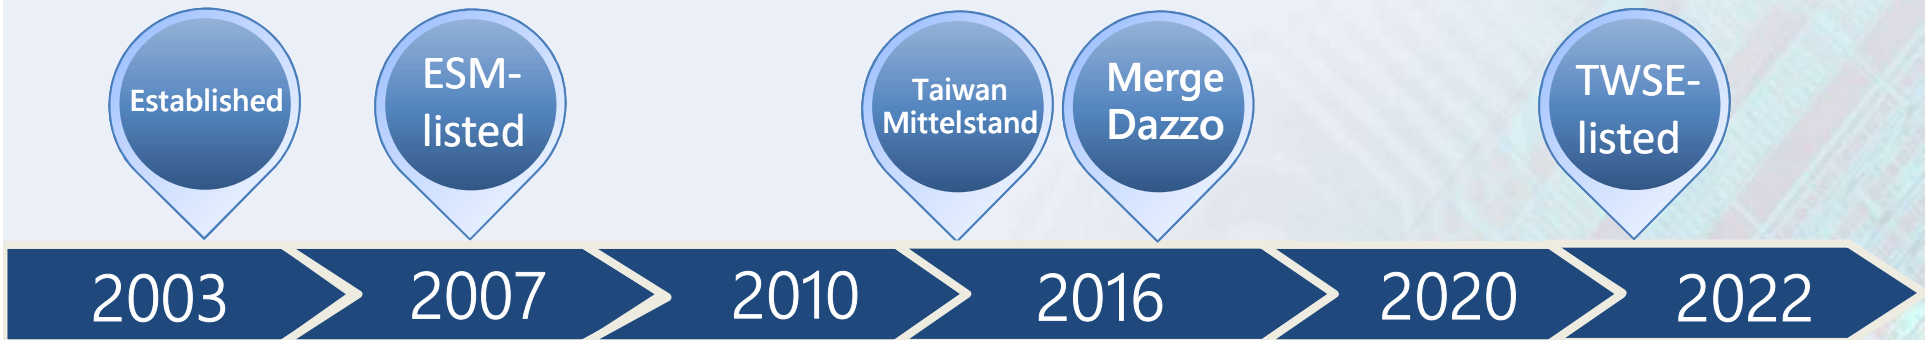 Established
ESM-
listed
Taiwan
Mittelstand
Merge
Dazzo
TWSE-
listed
2003
2007
2010
2016
2020
2022